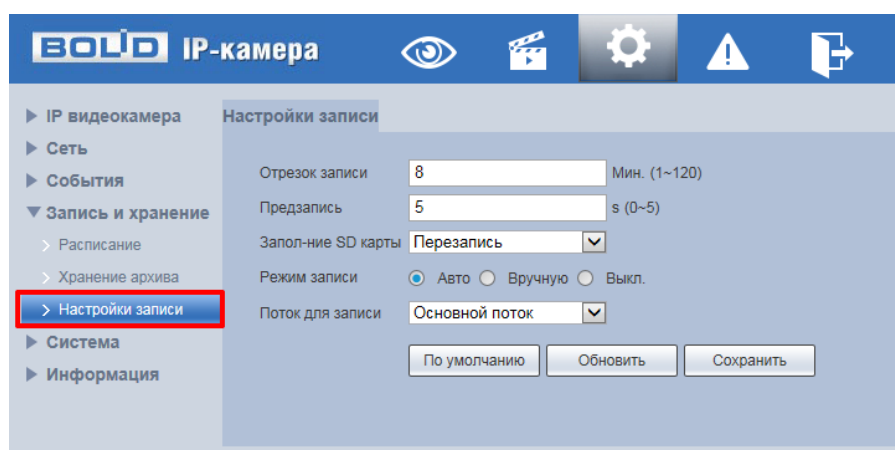 BOLID IP-камера
IP видеокамера
Сеть
События
Запись и хранение
Расписание
Хранение архива
Настройки записи
Система
Информация
Настройки записи
Отрезок записи 8 Мин. (1~120)
Предзапись 5 s (0~5)
Запол-ние SD карты Перезапись
Режим записи Авто Вручную Выкл.
Поток для записи Основной поток
По умолчанию Обновить Сохранить